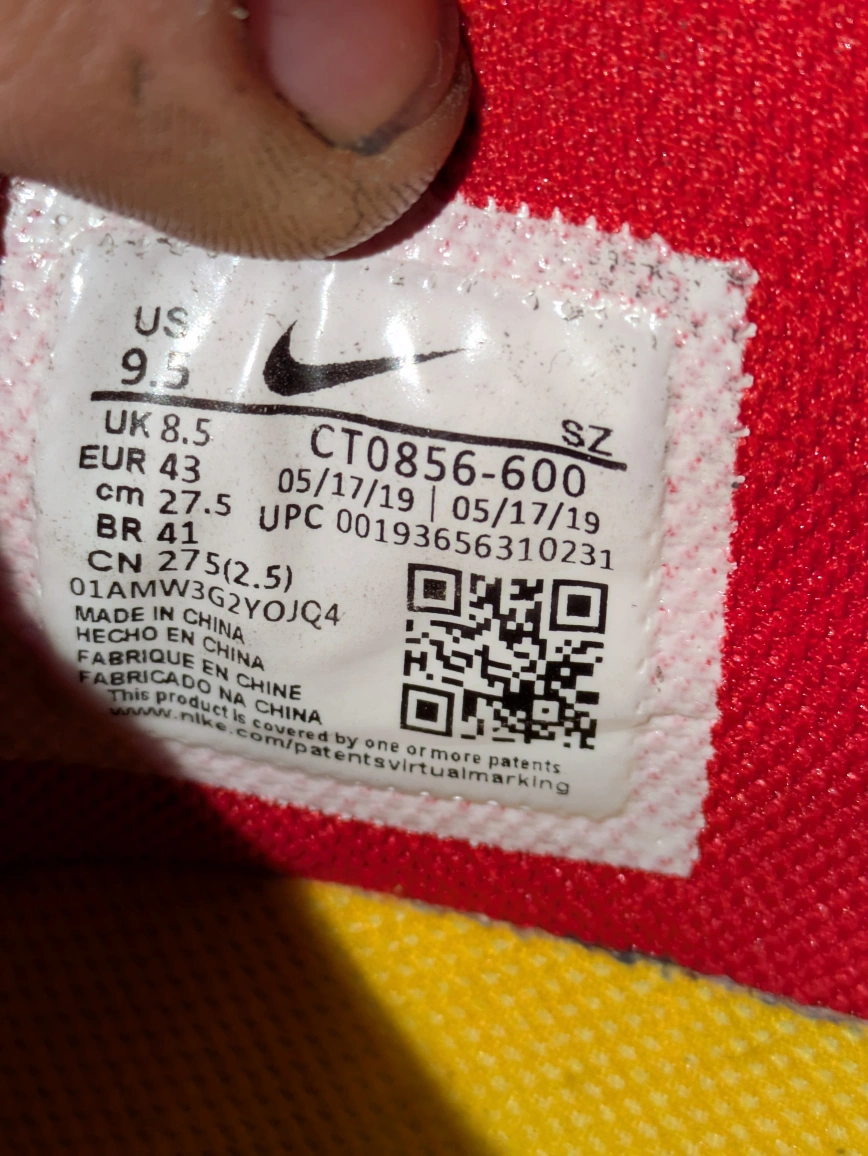 US
9.5
SZ
UK 8.5
EUR 43
cm 27.5
BR 41
CN 275(2.5)
CT0856-600
05/17/19 | 05/17/19
UPC 00193656310231
01AMW3G2YOJQ4
MADE IN CHINA
HECHO EN CHINA
FABRIQUE EN CHINE
FABRICADO NA CHINA
This product is covered by one or more patents
www.nike.com/patentsvirtualmarking